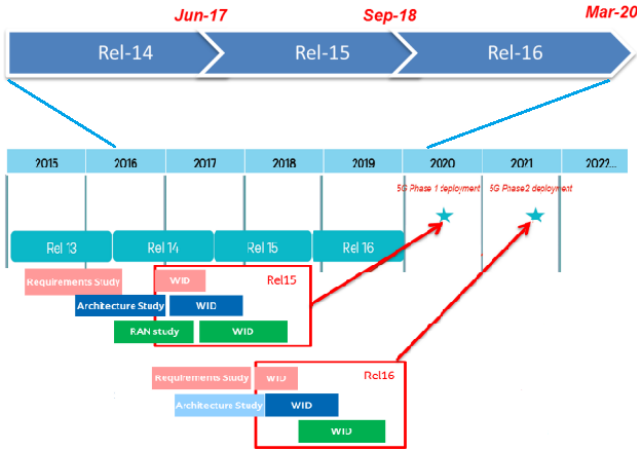 Jun-17 Sep-18 Mar-20
Rel-14 Rel-15 Rel-16
2015 2016 2017 2018 2019 2020 2021 2022...
5G Phase 1 deployment 5G Phase2 deployment
Rel 13 Rel 14 Rel 15 Rel 16
Requirements Study WID Rel15
Architecture Study WID
RAN study WID
Requirements Study WID Rel16
Architecture Study WID
WID